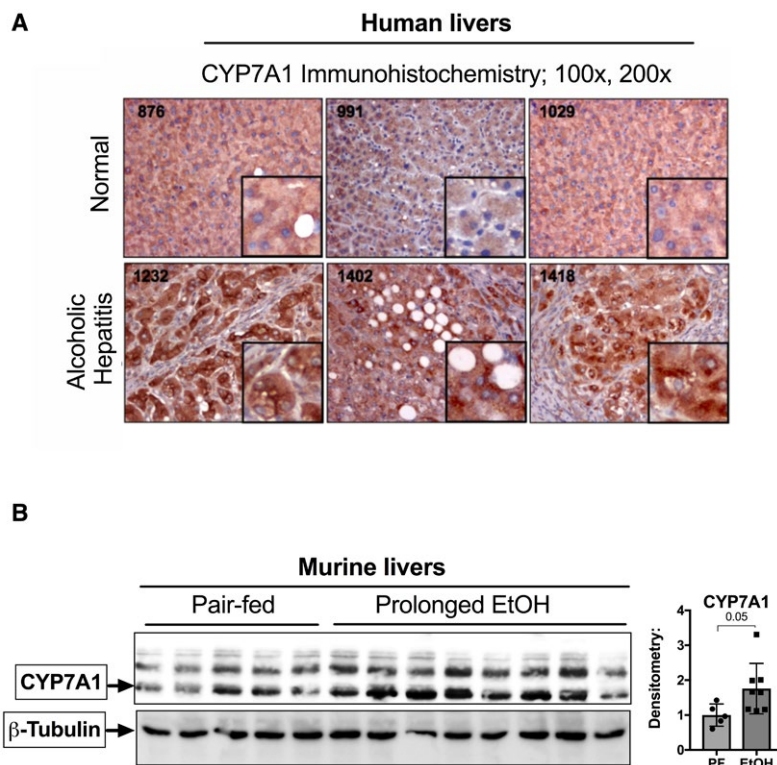 A
Human livers
CYP7A1 Immunohistochemistry; 100x, 200x
Normal
876
991
1029
Alcoholic
Hepatitis
1232
1402
1418
B
Murine livers
Pair-fed
Prolonged EtOH
CYP7A1
β-Tubulin
CYP7A1
0.05
Densitometry:
4
3
2
1
0
PF
EtOH